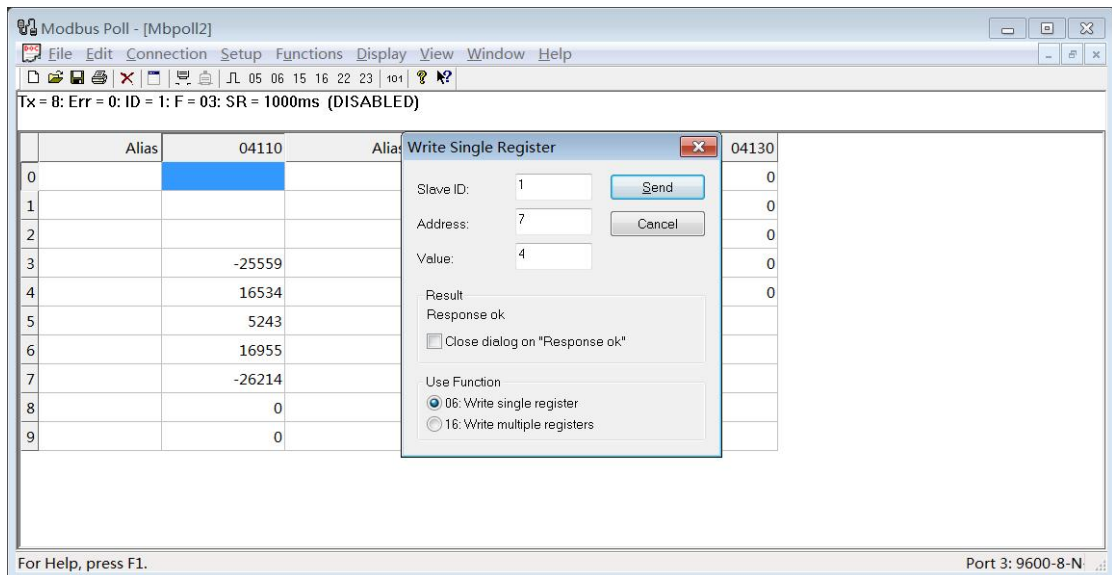 Modbus Poll - [Mbpoll2]
File Edit Connection Setup Functions Display View Window Help
05 06 15 16 22 23 101
Tx = 8: Err = 0: ID = 1: F = 03: SR = 1000ms (DISABLED)
Alias 04110 Alias 04130
0 0
1 0
2 0
3 -25559 0
4 16534 0
5 5243
6 16955
7 -26214
8 0
9 0
Write Single Register
Slave ID: 1 Send
Address: 7 Cancel
Value: 4
Result
Response ok
Close dialog on "Response ok"
Use Function
06: Write single register
16: Write multiple registers
For Help, press F1. Port 3: 9600-8-N